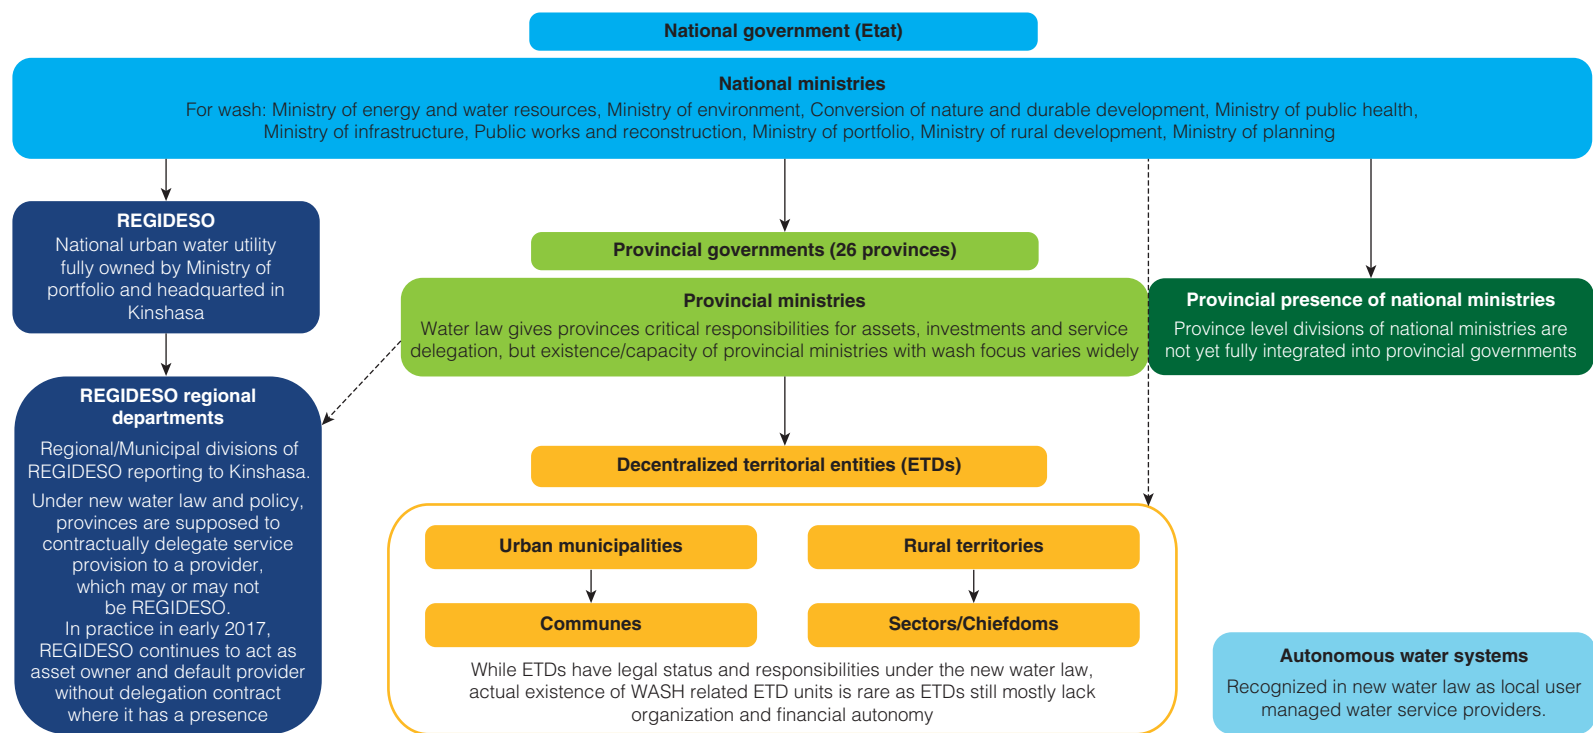 National government (Etat)
National ministries
For wash: Ministry of energy and water resources, Ministry of environment, Conversion of nature and durable development, Ministry of public health,
Ministry of infrastructure, Public works and reconstruction, Ministry of portfolio, Ministry of rural development, Ministry of planning
REGIDESO
National urban water utility
fully owned by Ministry of
portfolio and headquarted in
Kinshasa
Provincial governments (26 provinces)
Provincial ministries
Water law gives provinces critical responsibilities for assets, investments and service
delegation, but existence/capacity of provincial ministries with wash focus varies widely
Provincial presence of national ministries
Province level divisions of national ministries are
not yet fully integrated into provincial governments
REGIDESO regional
departments
Regional/Municipal divisions of
REGIDESO reporting to Kinshasa.
Under new water law and policy,
provinces are supposed to
contractually delegate service
provision to a provider,
which may or may not
be REGIDESO.
In practice in early 2017,
REGIDESO continues to act as
asset owner and default provider
without delegation contract
where it has a presence
Decentralized territorial entities (ETDs)
Urban municipalities
Rural territories
Communes
Sectors/Chiefdoms
While ETDs have legal status and responsibilities under the new water law,
actual existence of WASH related ETD units is rare as ETDs still mostly lack
organization and financial autonomy
Autonomous water systems
Recognized in new water law as local user
managed water service providers.